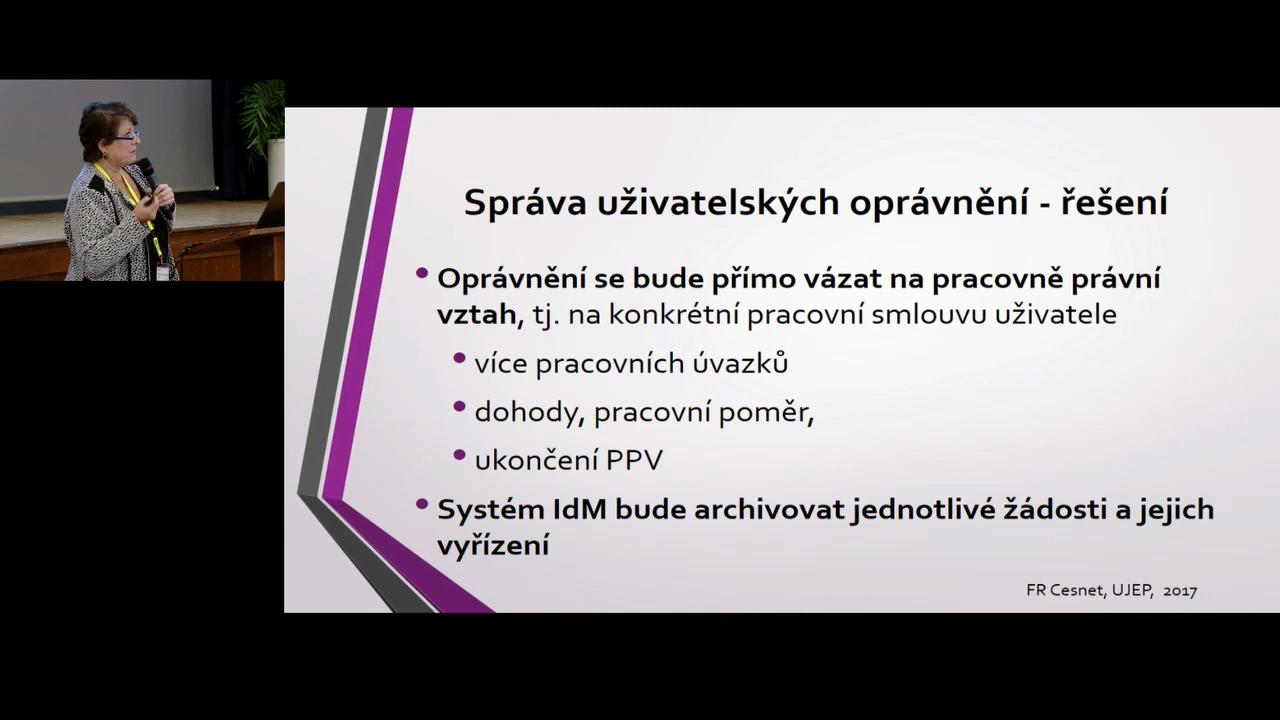 Správa uživatelských oprávnění - řešení
• Oprávnění se bude přímo vázat na pracovně právní
vztah, tj. na konkrétní pracovní smlouvu uživatele
• více pracovních úvazků
• dohody, pracovní poměr,
• ukončení PPV
• Systém IdM bude archivovat jednotlivé žádosti a jejich
vyřízení
FR Cesnet, UJEP, 2017